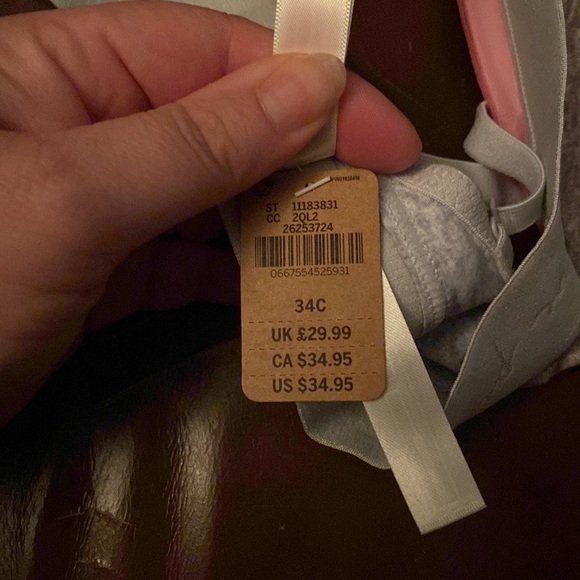 ST 11183831
CC 2QL2
26253724
0667554525931
34C
UK £29.99
CA $34.95
US $34.95